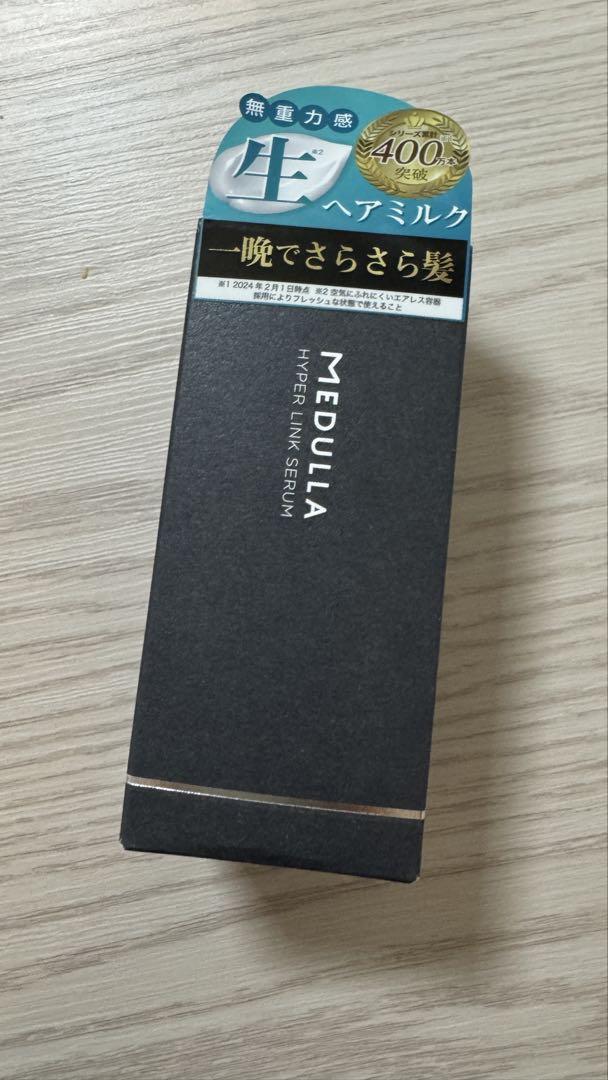 無重力感
シリーズ累計※1
400万本
突破
生※2
ヘアミルク
一晩でさらさら髪
※1 2024年2月1日時点 ※2 空気にふれにくいエアレス容器
採用によりフレッシュな状態で使えること
MEDULLA
HYPER LINK SERUM